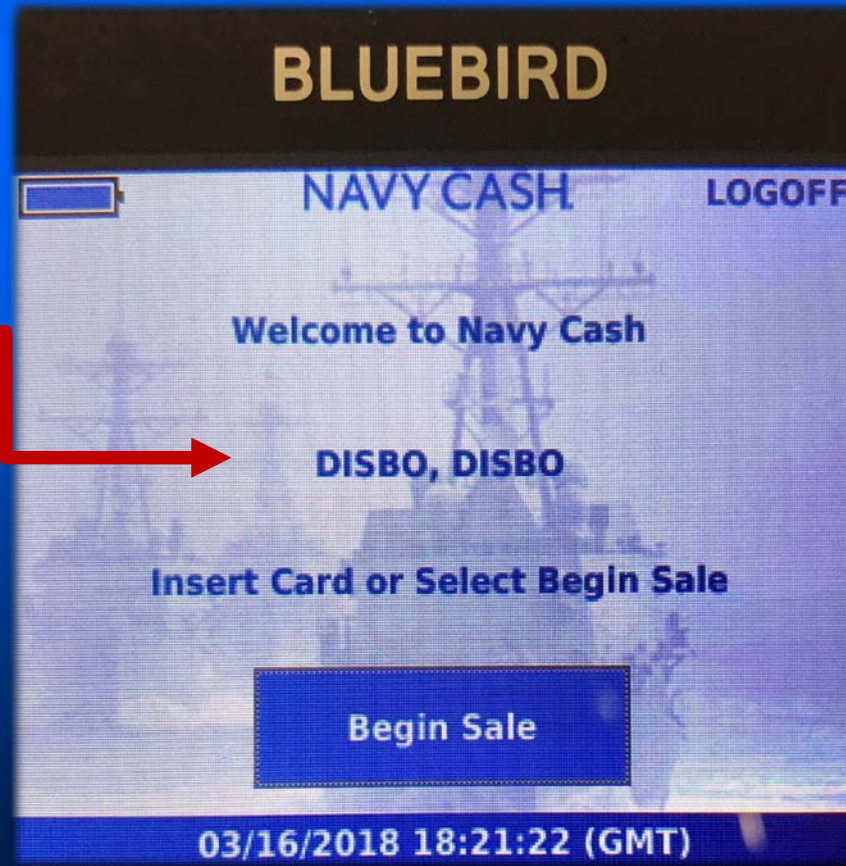 BLUEBIRD
NAVY CASH
LOGOFF
Welcome to Navy Cash
DISBO, DISBO
Insert Card or Select Begin Sale
Begin Sale
03/16/2018 18:21:22 (GMT)